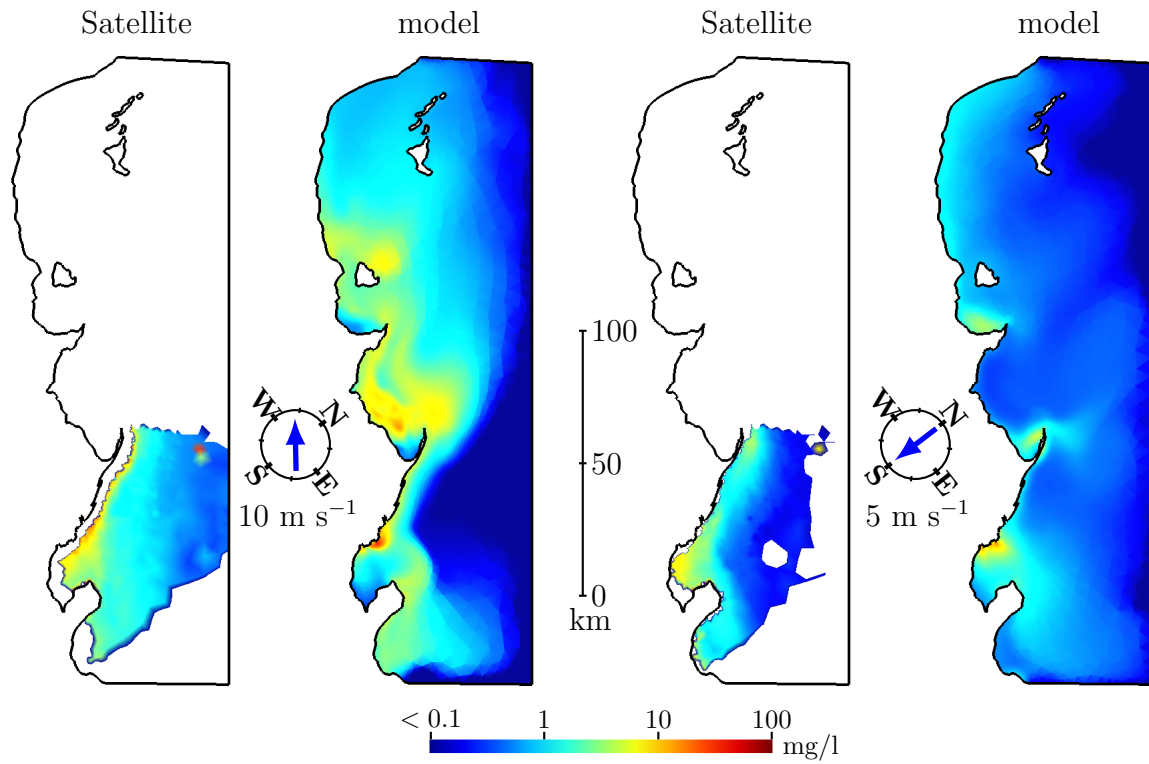 Satellite model Satellite model
100
W N W N
50
S E S E
10 m s⁻¹ 5 m s⁻¹
0
km
< 0.1 1 10 100
mg/l